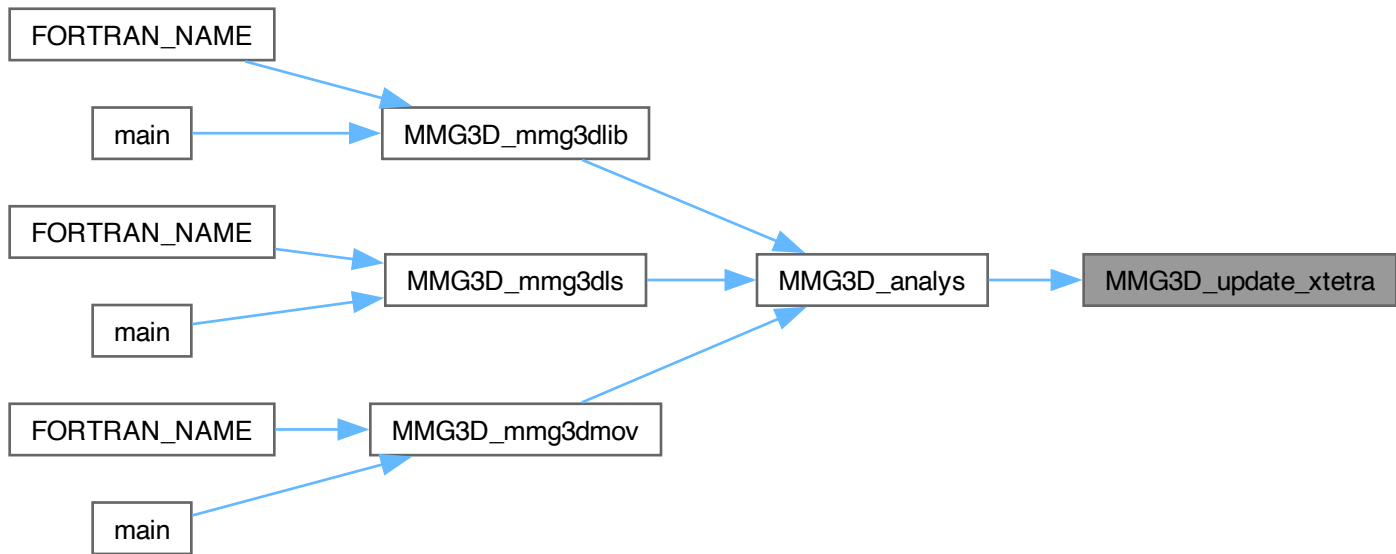 FORTRAN_NAME
main
MMG3D_mmg3dlib
FORTRAN_NAME
main
MMG3D_mmg3dls
MMG3D_analys
MMG3D_update_xtetra
FORTRAN_NAME
main
MMG3D_mmg3dmov